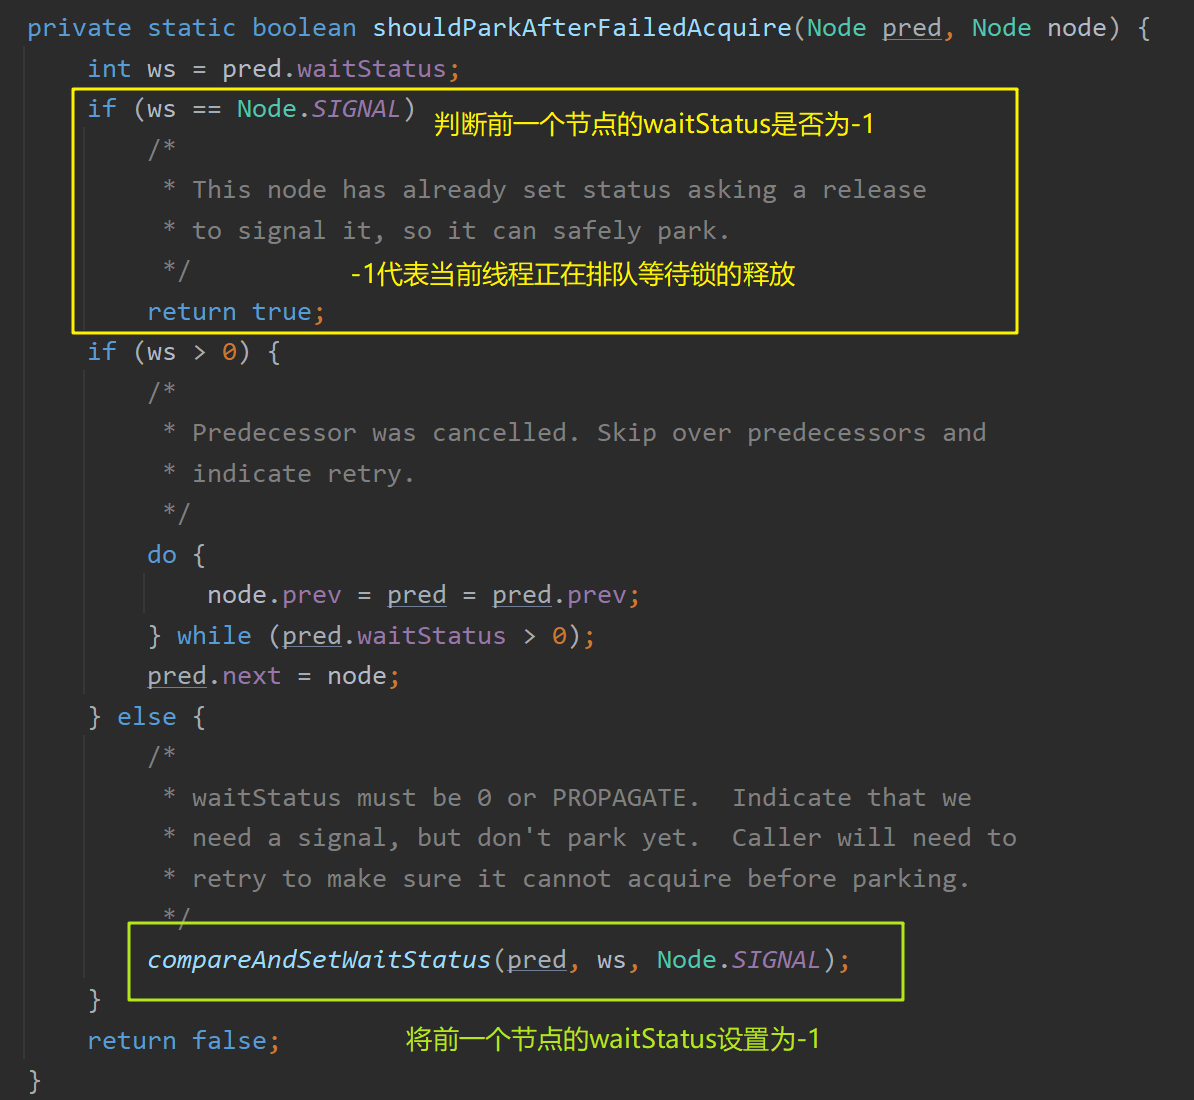 private static boolean shouldParkAfterFailedAcquire(Node pred, Node node) {
int ws = pred.waitStatus;
if (ws == Node.SIGNAL)
判断前一个节点的waitStatus是否为-1
/*
* This node has already set status asking a release
* to signal it, so it can safely park.
*/
-1代表当前线程正在排队等待锁的释放
return true;
if (ws > 0) {
/*
* Predecessor was cancelled. Skip over predecessors and
* indicate retry.
*/
do {
node.prev = pred = pred.prev;
} while (pred.waitStatus > 0);
pred.next = node;
} else {
/*
* waitStatus must be 0 or PROPAGATE.  Indicate that we
* need a signal, but don't park yet.  Caller will need to
* retry to make sure it cannot acquire before parking.
*/
compareAndSetWaitStatus(pred, ws, Node.SIGNAL);
}
return false;
将前一个节点的waitStatus设置为-1
}